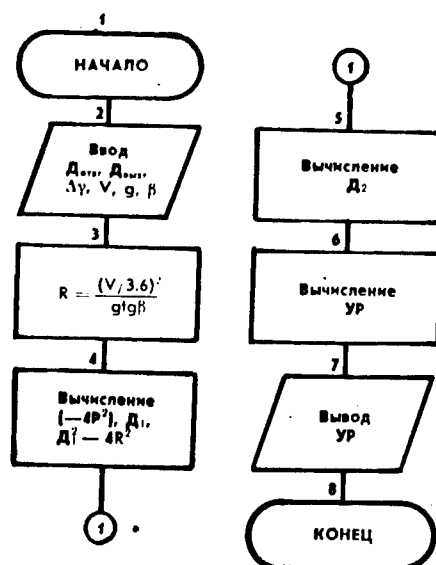 1
НАЧАЛО
2
Ввод
Δγ, V, g, β
3
R = (V/3.6)²
gtgβ
4
Вычисление
(—4P²), Д₁,
Д₁² — 4R²
1
1
5
Вычисление
Д₂
6
Вычисление
УР
7
Вывод
УР
8
КОНЕЦ